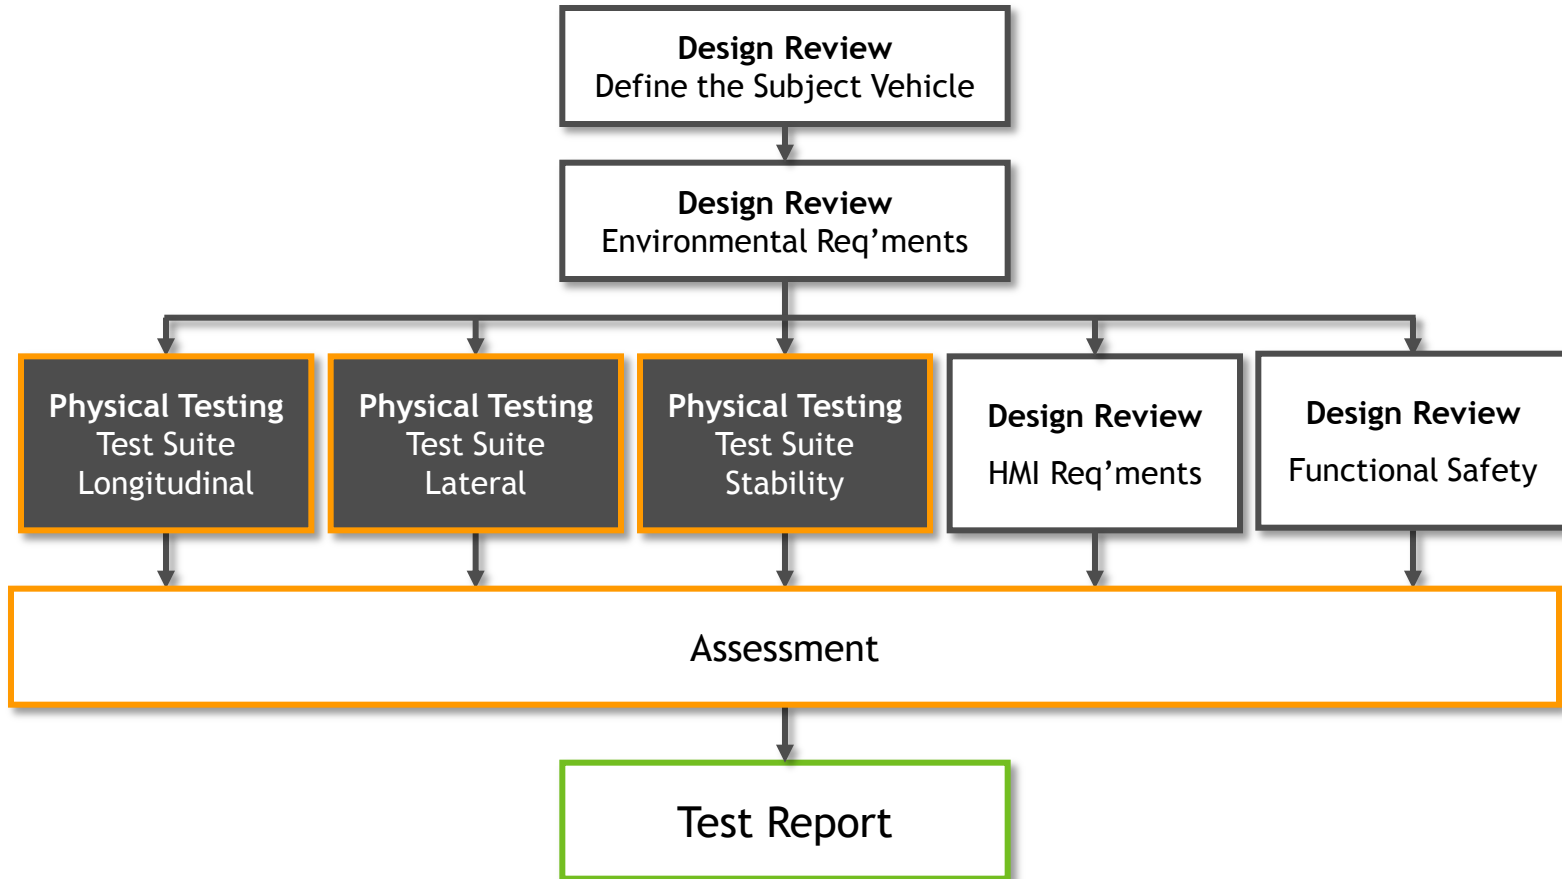 Design Review
Define the Subject Vehicle
Design Review
Environmental Req’ments
Physical Testing
Test Suite
Longitudinal
Physical Testing
Test Suite
Lateral
Physical Testing
Test Suite
Stability
Design Review
HMI Req’ments
Design Review
Functional Safety
Assessment
Test Report